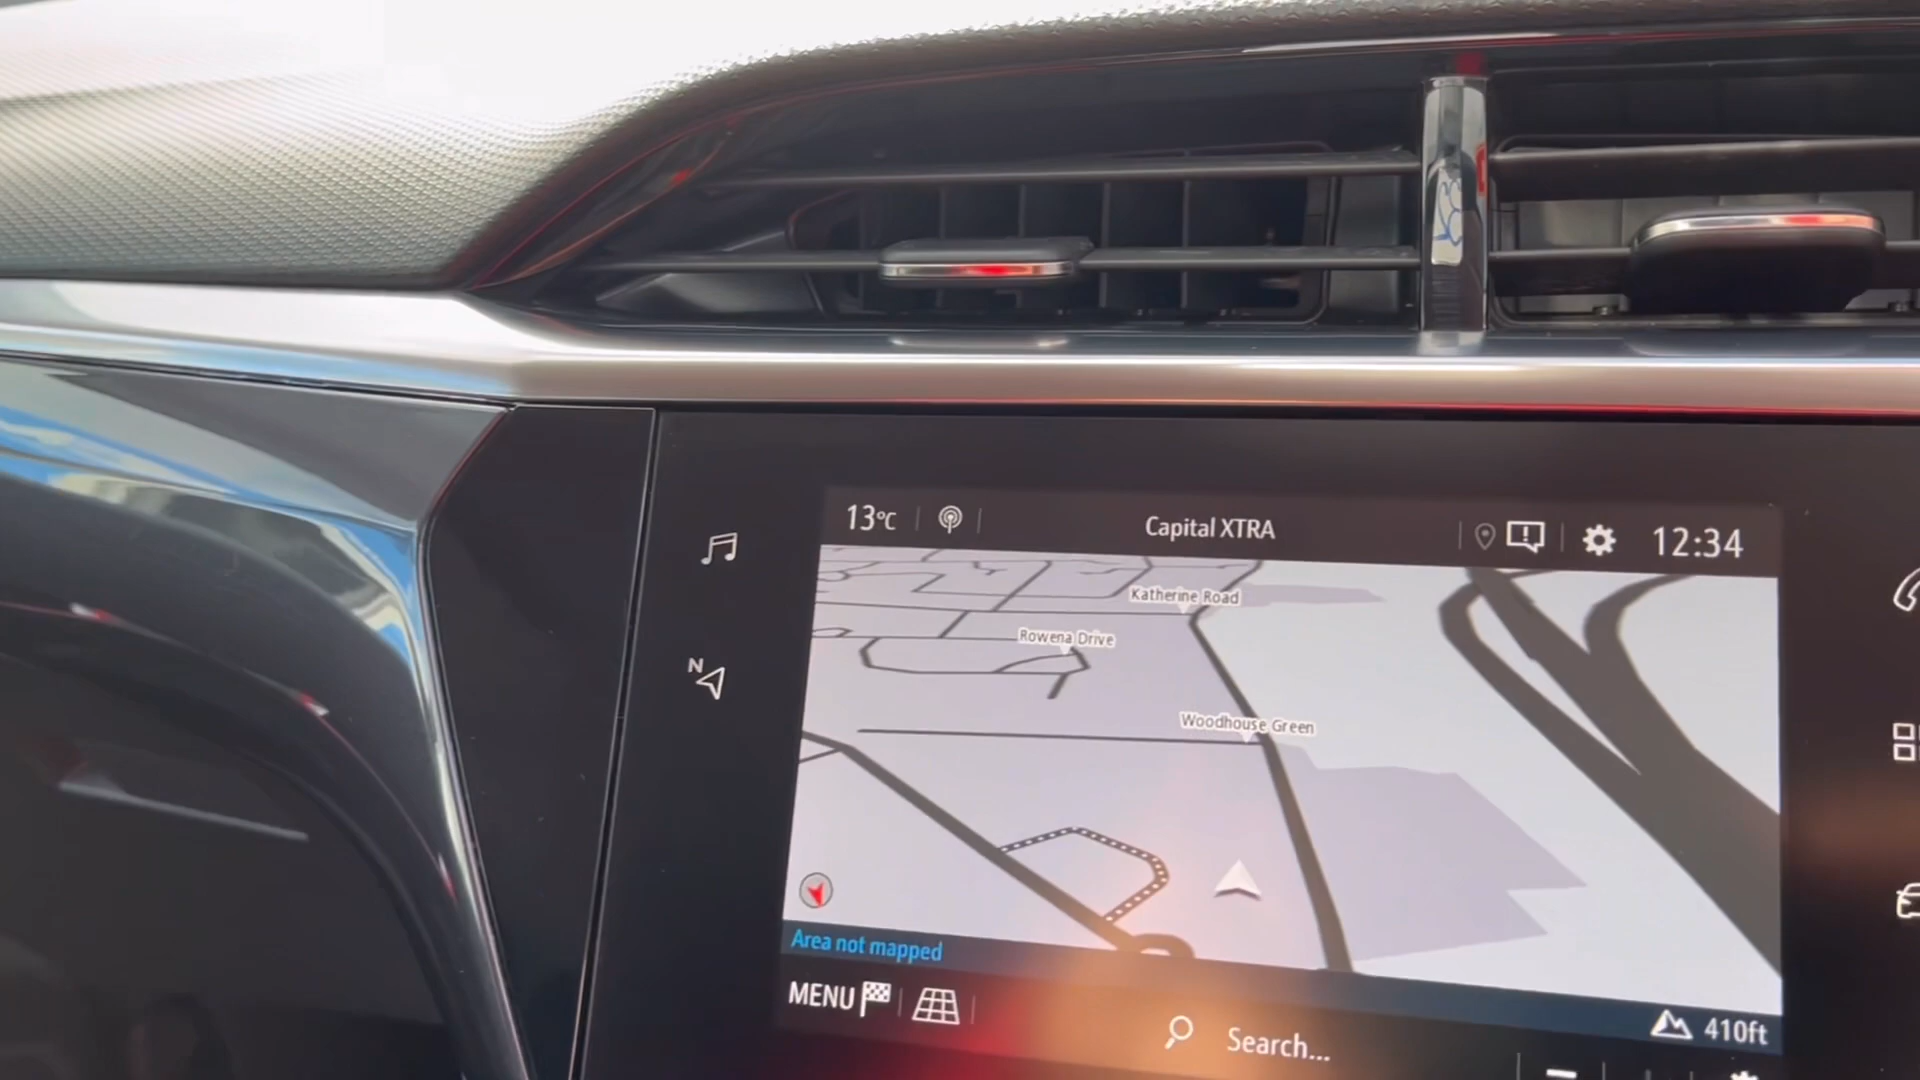 13°C
Capital XTRA
12:34
Katherine Road
Rowena Drive
N
Woodhouse Green
Area not mapped
MENU
410ft
Search...